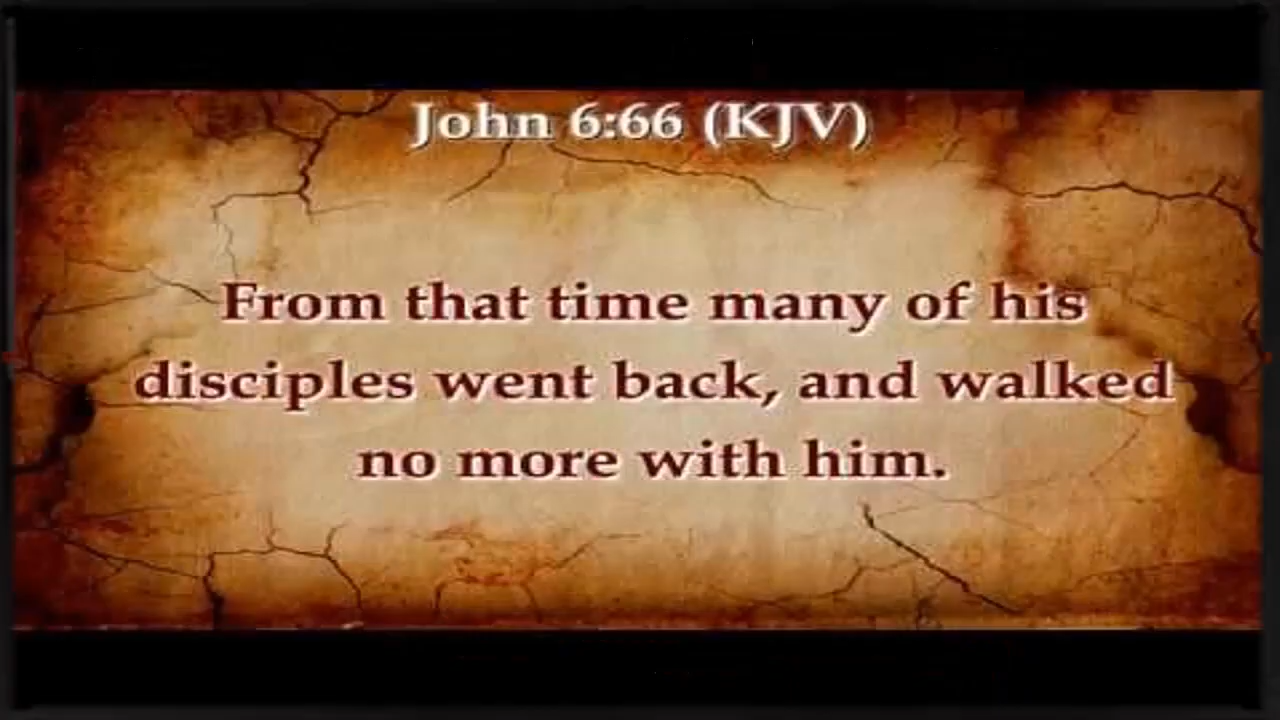 John 6:66 (KJV)
From that time many of his
disciples went back, and walked
no more with him.